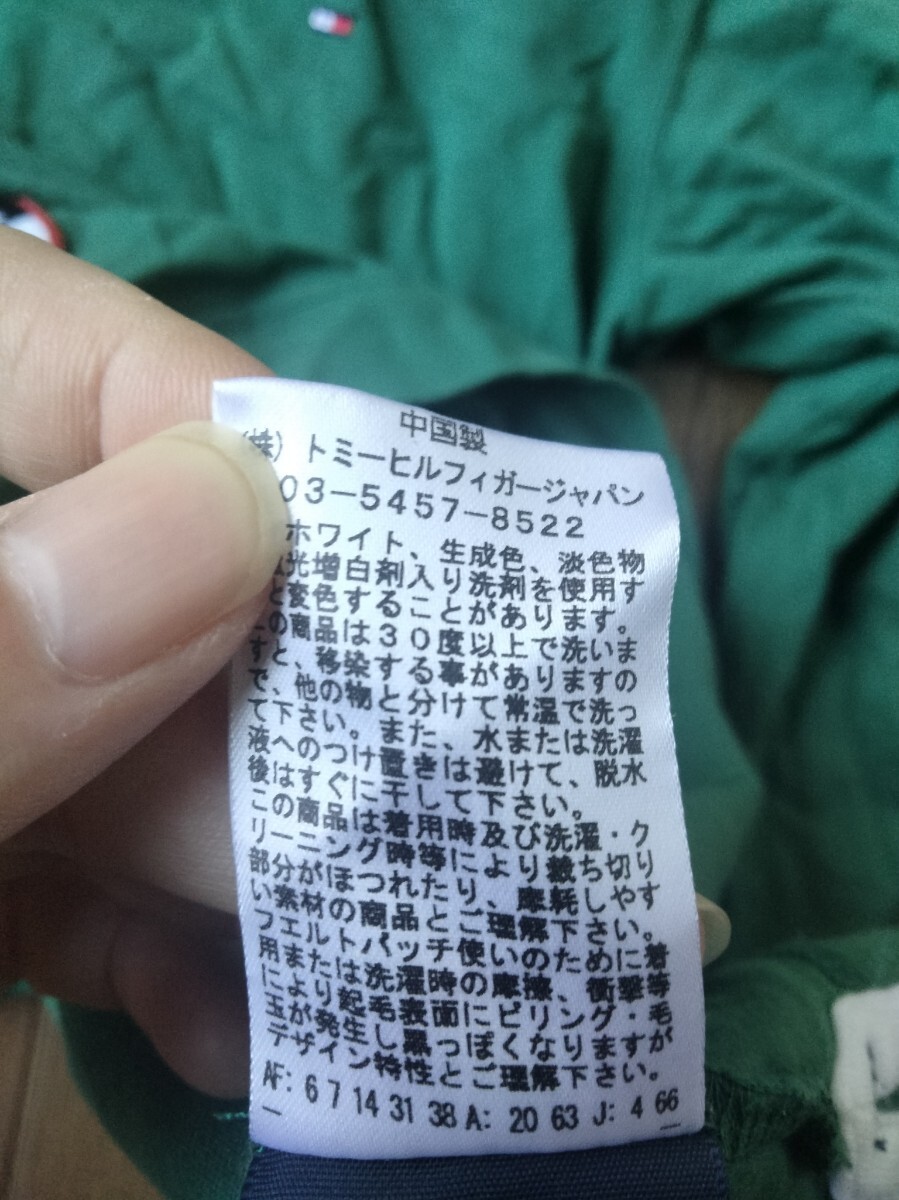 中国製
(株) トミーヒルフィガージャパン
03-5457-8522
ホワイト、生成色、淡色物
光増白剤入り洗剤を使用す
と変色することがあります。
この商品は30度以上で洗いま
すと、移染する事がありますの
で、他の物と分けて常温で洗っ
て下さい。また、水または洗濯
液へのつけ置きは避けて、脱水
後はすぐに干して下さい。
この商品は着用時及び洗濯・ク
リーニング時等により裁ち切り
部分がほつれたり、摩耗しやす
い素材の商品とご理解下さい。
フエルトパッチ使いのために着
用または洗濯時の摩擦、衝撃等
により起毛表面にピリング・毛
玉が発生し黒っぽくなりますが
デザイン特性とご理解下さい。
AF: 6 7 14 31 38 A: 20 63 J: 4 66